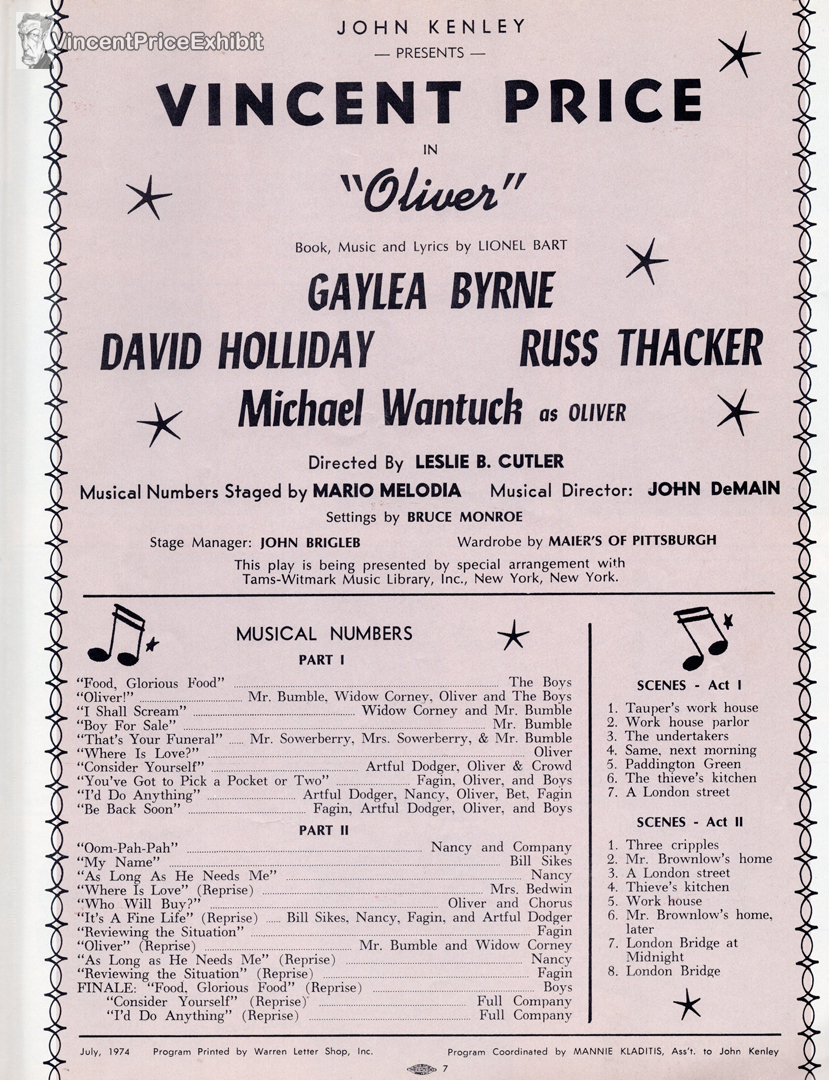 VincentPriceExhibit
JOHN KENLEY
— PRESENTS —
VINCENT PRICE
IN
"Oliver"
Book, Music and Lyrics by LIONEL BART
GAYLEA BYRNE
DAVID HOLLIDAY RUSS THACKER
Michael Wantuck as OLIVER
Directed By LESLIE B. CUTLER
Musical Numbers Staged by MARIO MELODIA Musical Director: JOHN DeMAIN
Settings by BRUCE MONROE
Stage Manager: JOHN BRIGLEB Wardrobe by MAIER'S OF PITTSBURGH
This play is being presented by special arrangement with
Tams-Witmark Music Library, Inc., New York, New York.
MUSICAL NUMBERS
PART I
"Food, Glorious Food" ........ The Boys
"Oliver!" ........ Mr. Bumble, Widow Corney, Oliver and The Boys
"I Shall Scream" ........ Widow Corney and Mr. Bumble
"Boy For Sale" ........ Mr. Bumble
"That's Your Funeral" ..... Mr. Sowerberry, Mrs. Sowerberry, & Mr. Bumble
"Where Is Love?" ........ Oliver
"Consider Yourself" ........ Artful Dodger, Oliver & Crowd
"You've Got to Pick a Pocket or Two" ........ Fagin, Oliver, and Boys
"I'd Do Anything" ........ Artful Dodger, Nancy, Oliver, Bet, Fagin
"Be Back Soon" ........ Fagin, Artful Dodger, Oliver, and Boys
PART II
"Oom-Pah-Pah" ........ Nancy and Company
"My Name" ........ Bill Sikes
"As Long As He Needs Me" ........ Nancy
"Where Is Love" (Reprise) ........ Mrs. Bedwin
"Who Will Buy?" ........ Oliver and Chorus
"It's A Fine Life" (Reprise) ..... Bill Sikes, Nancy, Fagin, and Artful Dodger
"Reviewing the Situation" ........ Fagin
"Oliver" (Reprise) ........ Mr. Bumble and Widow Corney
"As Long as He Needs Me" (Reprise) ........ Nancy
"Reviewing the Situation" (Reprise) ........ Fagin
FINALE: "Food, Glorious Food" (Reprise) ........ Boys
"Consider Yourself" (Reprise) ........ Full Company
"I'd Do Anything" (Reprise) ........ Full Company
SCENES - Act I
1. Tauper's work house
2. Work house parlor
3. The undertakers
4. Same, next morning
5. Paddington Green
6. The thieve's kitchen
7. A London street
SCENES - Act II
1. Three cripples
2. Mr. Brownlow's home
3. A London street
4. Thieve's kitchen
5. Work house
6. Mr. Brownlow's home,
later
7. London Bridge at
Midnight
8. London Bridge
July, 1974 Program Printed by Warren Letter Shop, Inc. Program Coordinated by MANNIE KLADITIS, Ass't. to John Kenley
7